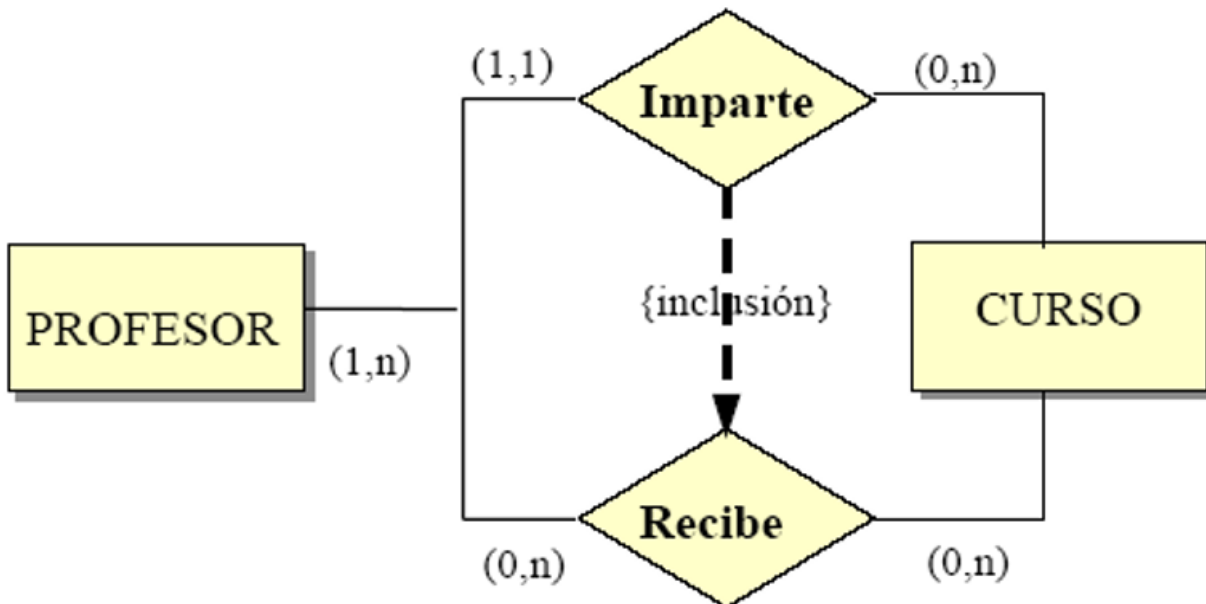 (1,1)
Imparte
(0,n)
PROFESOR
(1,n)
{inclusión}
CURSO
(0,n)
Recibe
(0,n)